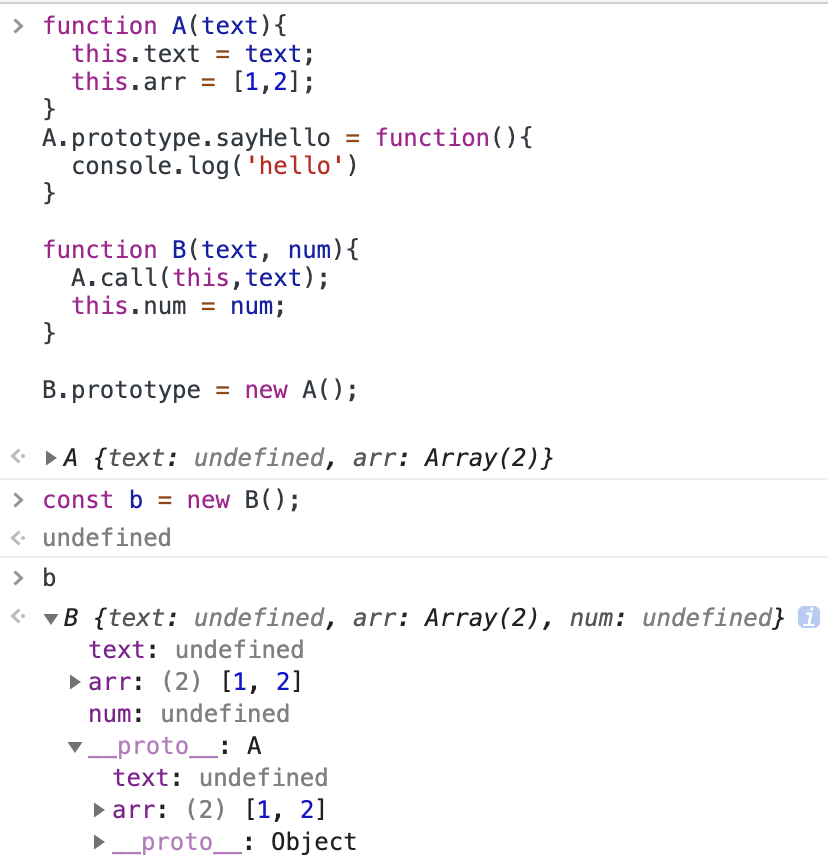 > function A(text){
    this.text = text;
    this.arr = [1,2];
  }
  A.prototype.sayHello = function(){
    console.log('hello')
  }

  function B(text, num){
    A.call(this,text);
    this.num = num;
  }

  B.prototype = new A();

<· ▶A {text: undefined, arr: Array(2)}
> const b = new B();
<· undefined
> b
<· ▼B {text: undefined, arr: Array(2), num: undefined} i
    text: undefined
   ▶arr: (2) [1, 2]
    num: undefined
   ▼__proto__: A
      text: undefined
     ▶arr: (2) [1, 2]
     ▶__proto__: Object